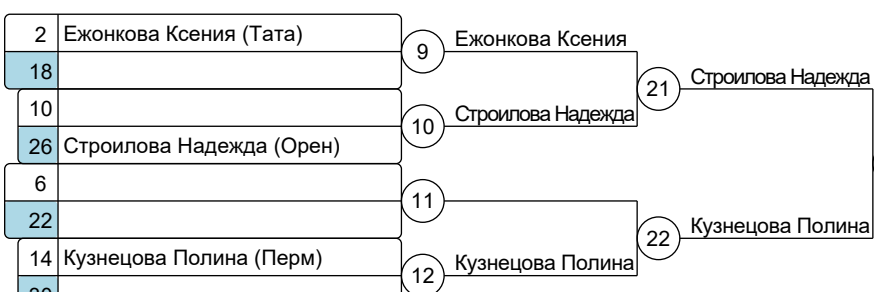 2 Ежонкова Ксения (Тата)
9 Ежонкова Ксения
18
21 Строилова Надежда
10
10 Строилова Надежда
26 Строилова Надежда (Орен)
6
11
22
22 Кузнецова Полина
14 Кузнецова Полина (Перм)
12 Кузнецова Полина
30